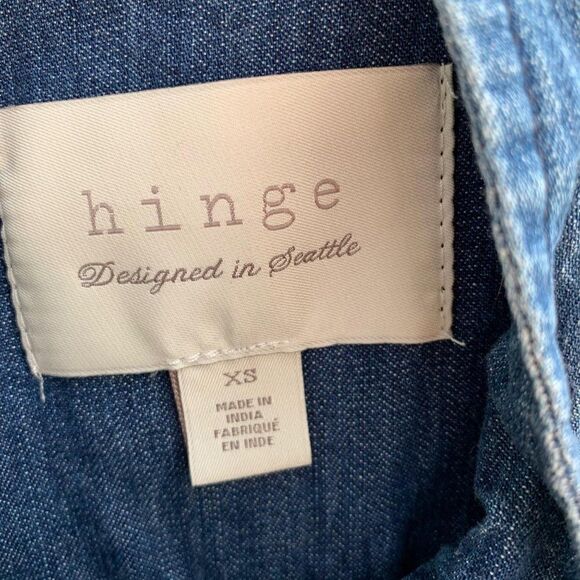 hinge
Designed in Seattle
XS
MADE IN
INDIA
FABRIQUÉ
EN INDE